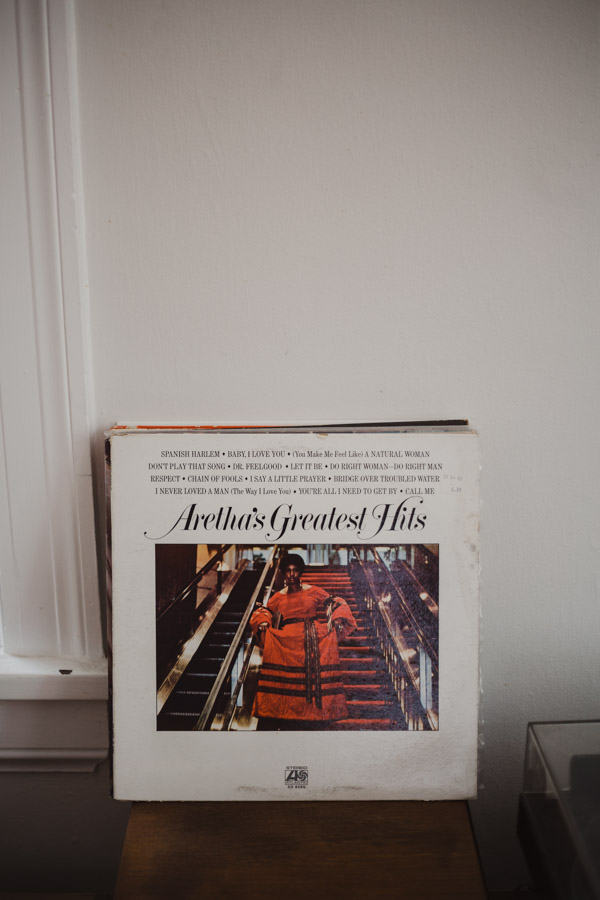 SPANISH HARLEM • BABY, I LOVE YOU • (You Make Me Feel Like) A NATURAL WOMAN
DON'T PLAY THAT SONG • DR. FEELGOOD • LET IT BE • DO RIGHT WOMAN—DO RIGHT MAN
RESPECT • CHAIN OF FOOLS • I SAY A LITTLE PRAYER • BRIDGE OVER TROUBLED WATER
I NEVER LOVED A MAN (The Way I Love You) • YOU'RE ALL I NEED TO GET BY • CALL ME
Aretha's Greatest Hits
STEREO